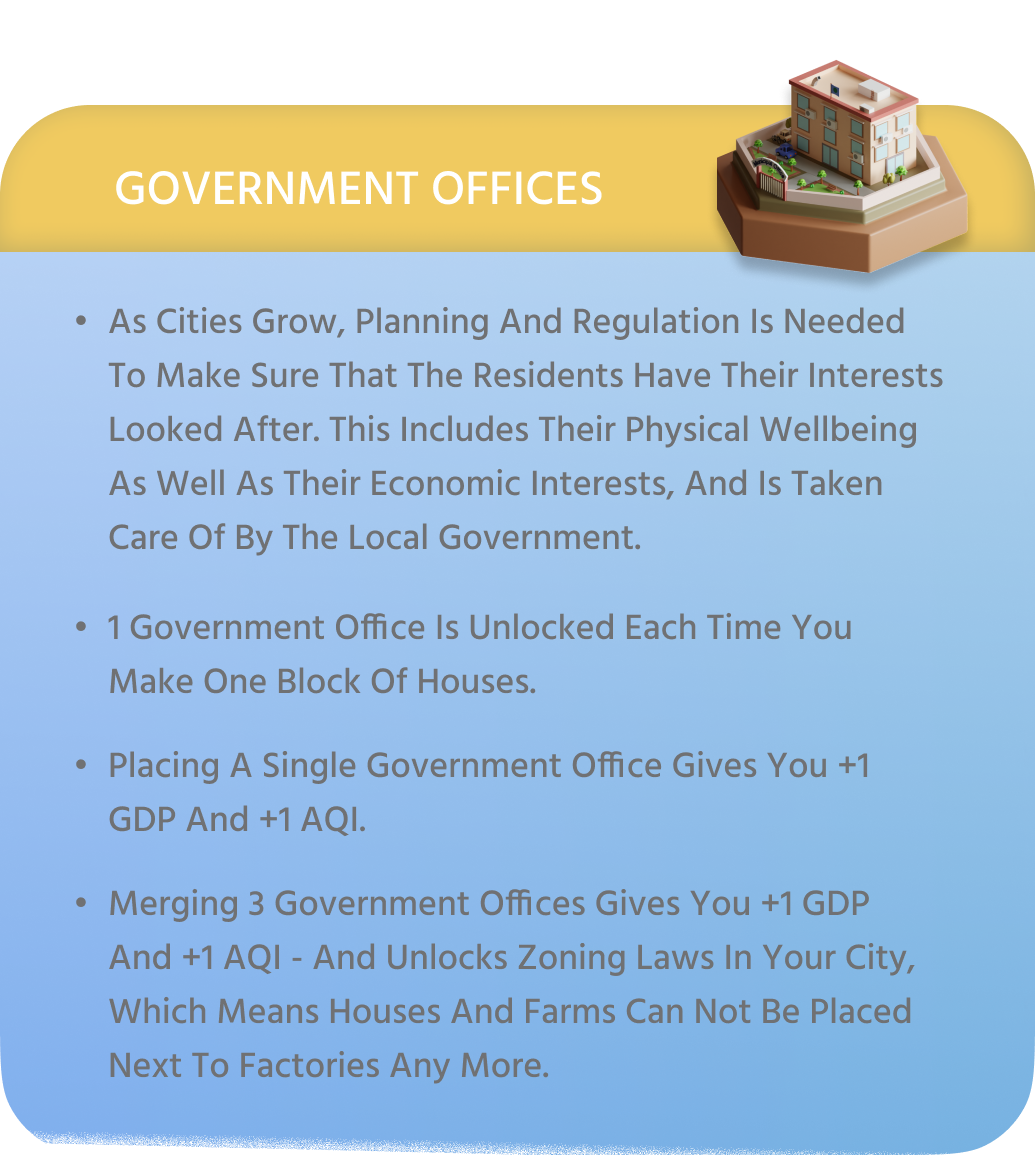 GOVERNMENT OFFICES
• As Cities Grow, Planning And Regulation Is Needed
To Make Sure That The Residents Have Their Interests
Looked After. This Includes Their Physical Wellbeing
As Well As Their Economic Interests, And Is Taken
Care Of By The Local Government.
• 1 Government Office Is Unlocked Each Time You
Make One Block Of Houses.
• Placing A Single Government Office Gives You +1
GDP And +1 AQI.
• Merging 3 Government Offices Gives You +1 GDP
And +1 AQI - And Unlocks Zoning Laws In Your City,
Which Means Houses And Farms Can Not Be Placed
Next To Factories Any More.